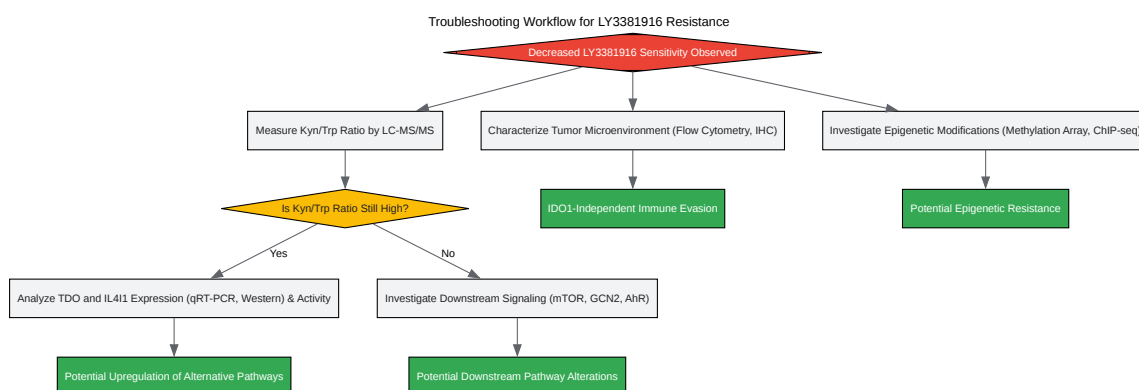 Troubleshooting Workflow for LY3381916 Resistance
Decreased LY3381916 Sensitivity Observed
Measure Kyn/Trp Ratio by LC-MS/MS
Characterize Tumor Microenvironment (Flow Cytometry, IHC)
Investigate Epigenetic Modifications (Methylation Array, ChIP-seq)
Is Kyn/Trp Ratio Still High?
IDO1-Independent Immune Evasion
Potential Epigenetic Resistance
Yes
No
Analyze TDO and IL4I1 Expression (qRT-PCR, Western) & Activity
Investigate Downstream Signaling (mTOR, GCN2, AhR)
Potential Upregulation of Alternative Pathways
Potential Downstream Pathway Alterations